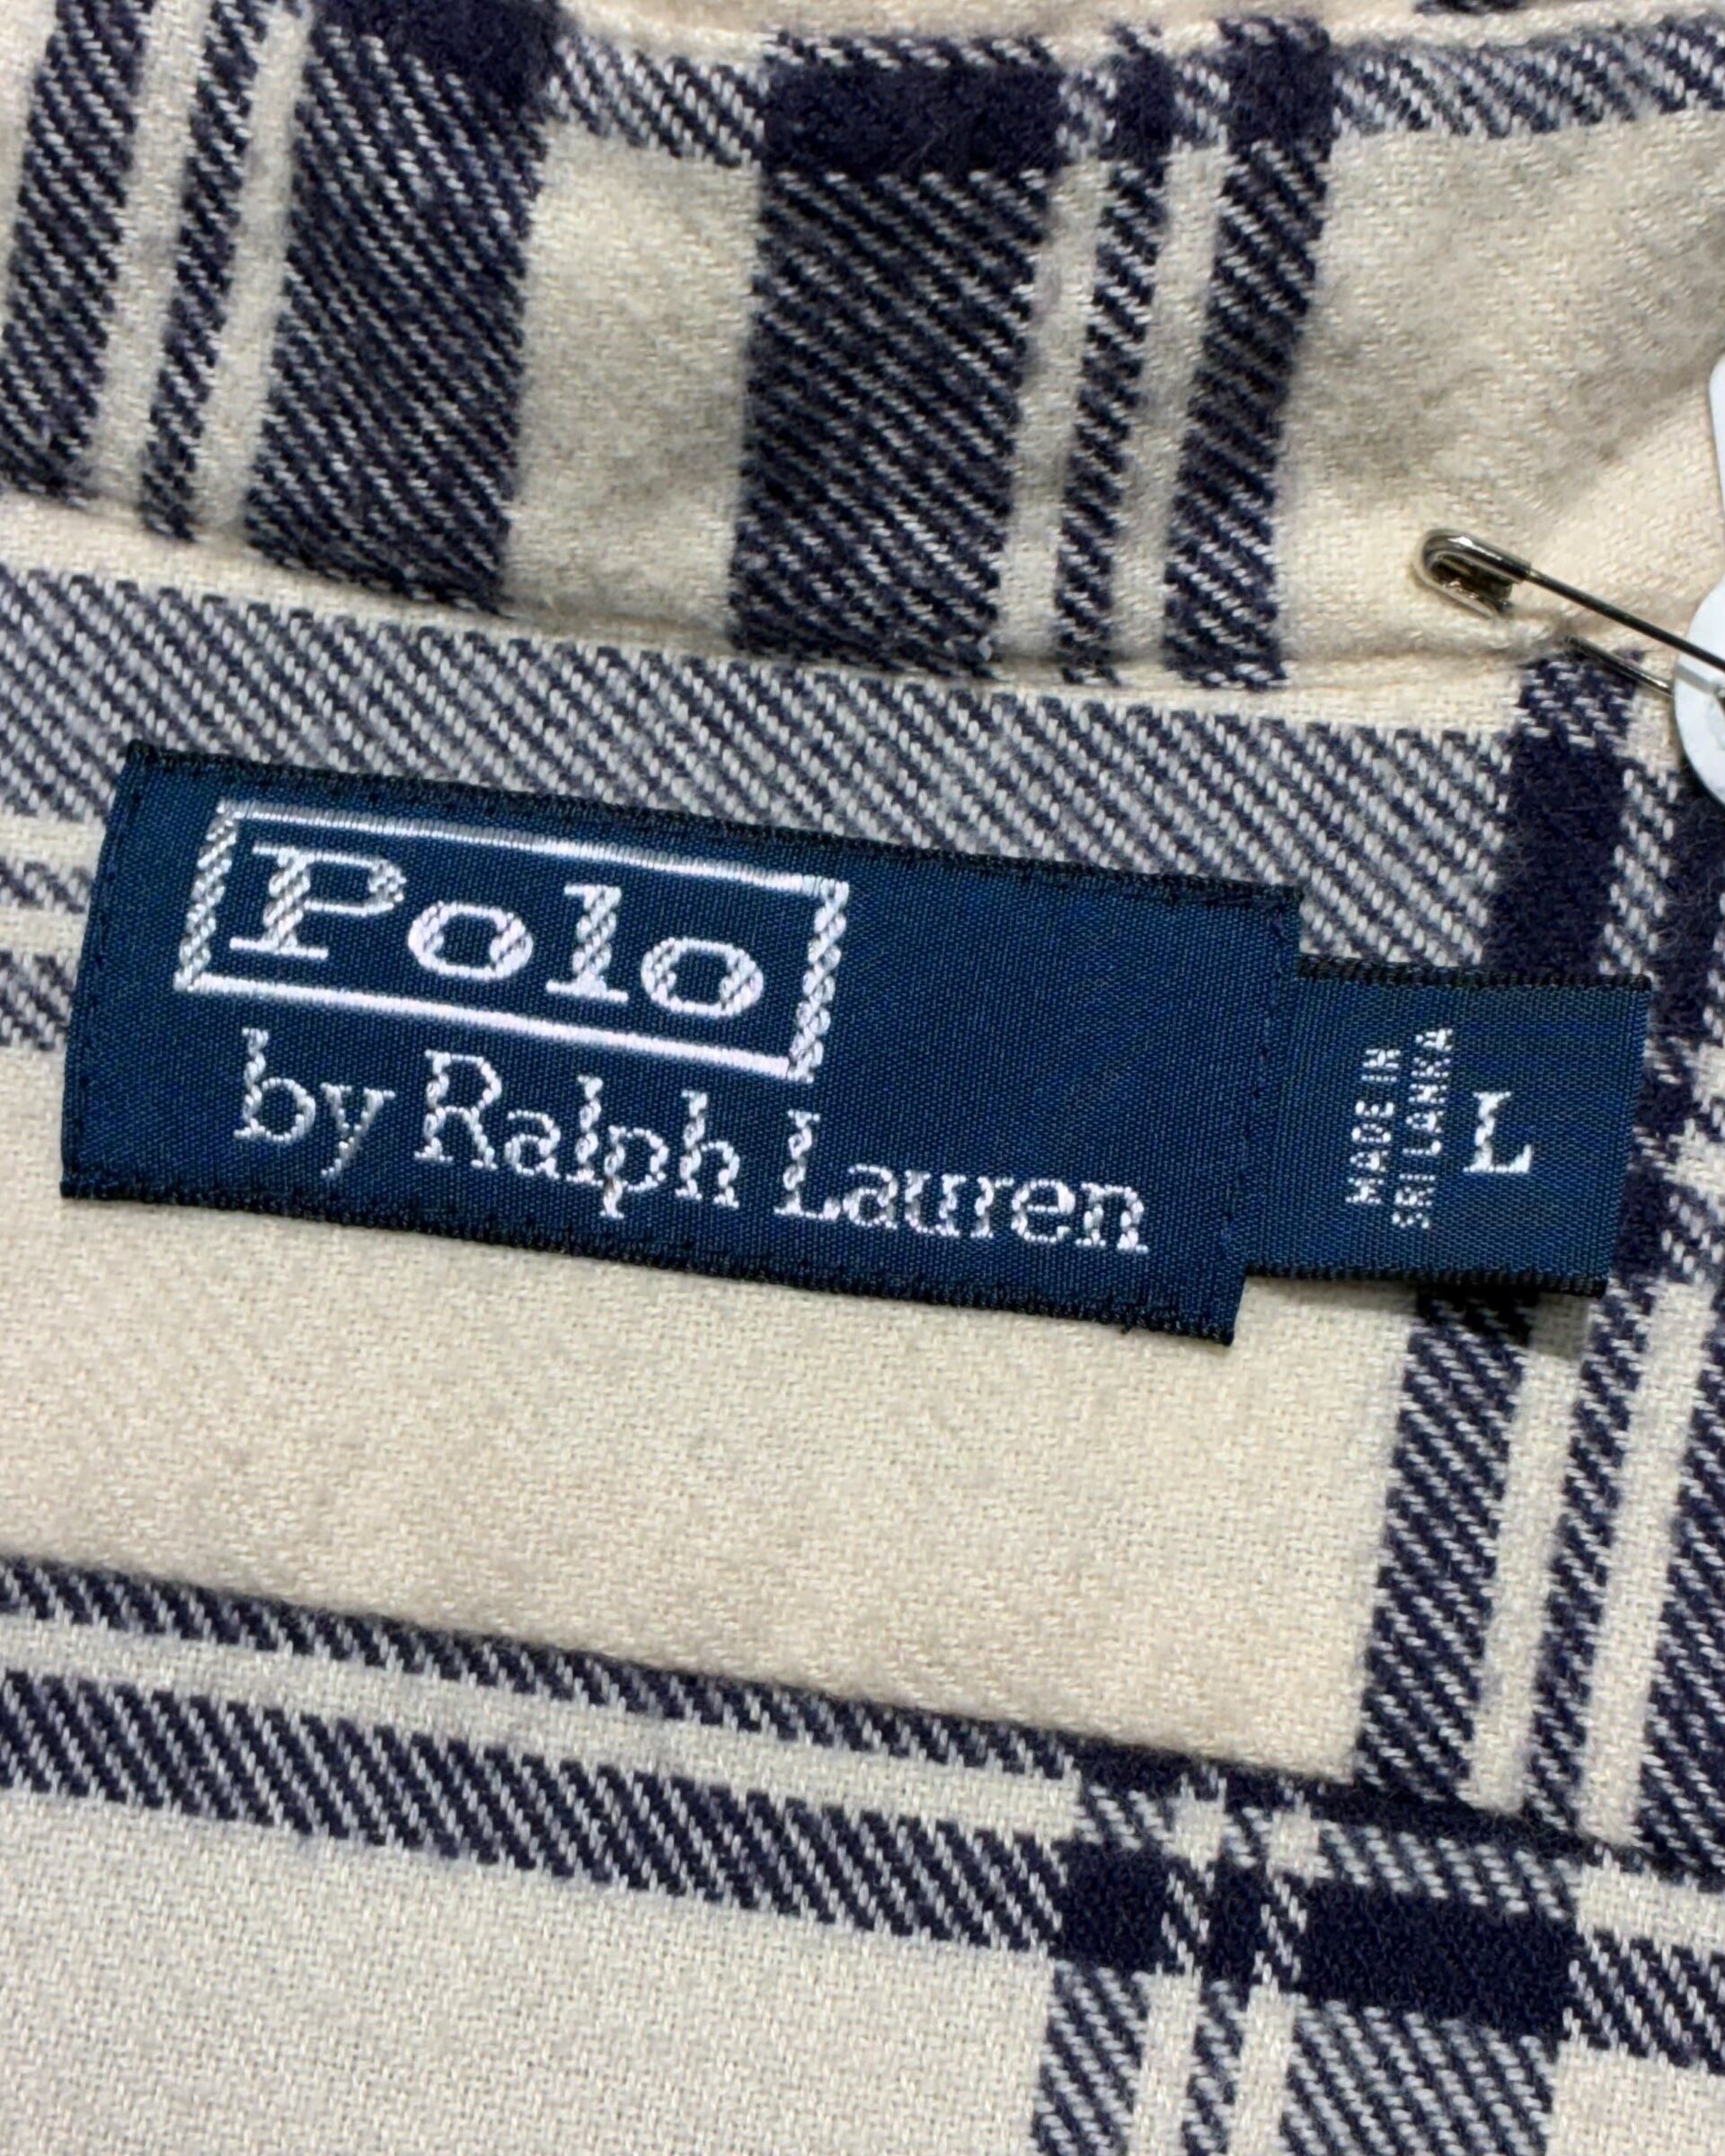 Polo
by Ralph Lauren
MADE IN
SRI LANKA
L